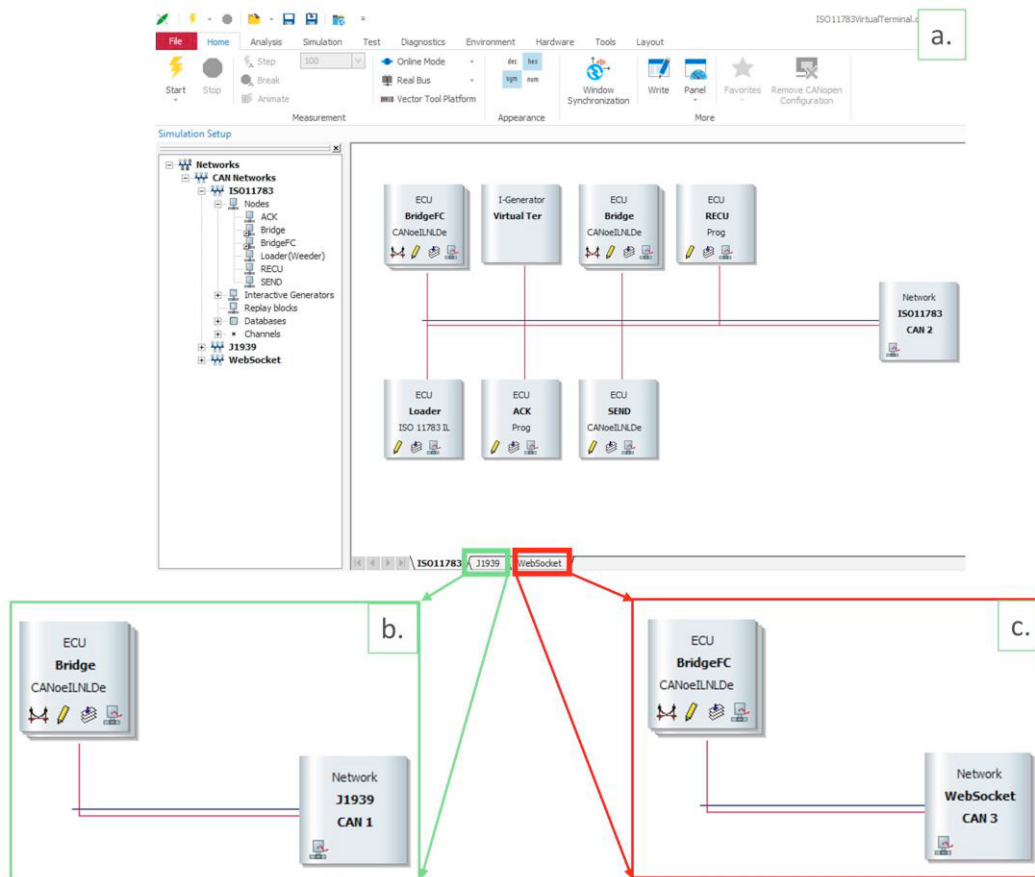 ISO11783VirtualTerminal.c
a.
File Home Analysis Simulation Test Diagnostics Environment Hardware Tools Layout
Start
Stop
Step
Break
Animate
100
Online Mode
Real Bus
Vector Tool Platform
Measurement
dec hex
sym num
Appearance
Window
Synchronization
Write
Panel
Favorites
Remove CANopen
Configuration
More
Simulation Setup
Networks
CAN Networks
ISO11783
Nodes
ACK
Bridge
BridgeFC
Loader(Weeder)
RECU
SEND
Interactive Generators
Replay blocks
Databases
Channels
J1939
WebSocket
ECU
BridgeFC
CANoeILNLDe
I-Generator
Virtual Ter
ECU
Bridge
CANoeILNLDe
ECU
RECU
Prog
Network
ISO11783
CAN 2
ECU
Loader
ISO 11783 IL
ECU
ACK
Prog
ECU
SEND
CANoeILNLDe
ISO11783 J1939 WebSocket
b.
ECU
Bridge
CANoeILNLDe
Network
J1939
CAN 1
c.
ECU
BridgeFC
CANoeILNLDe
Network
WebSocket
CAN 3